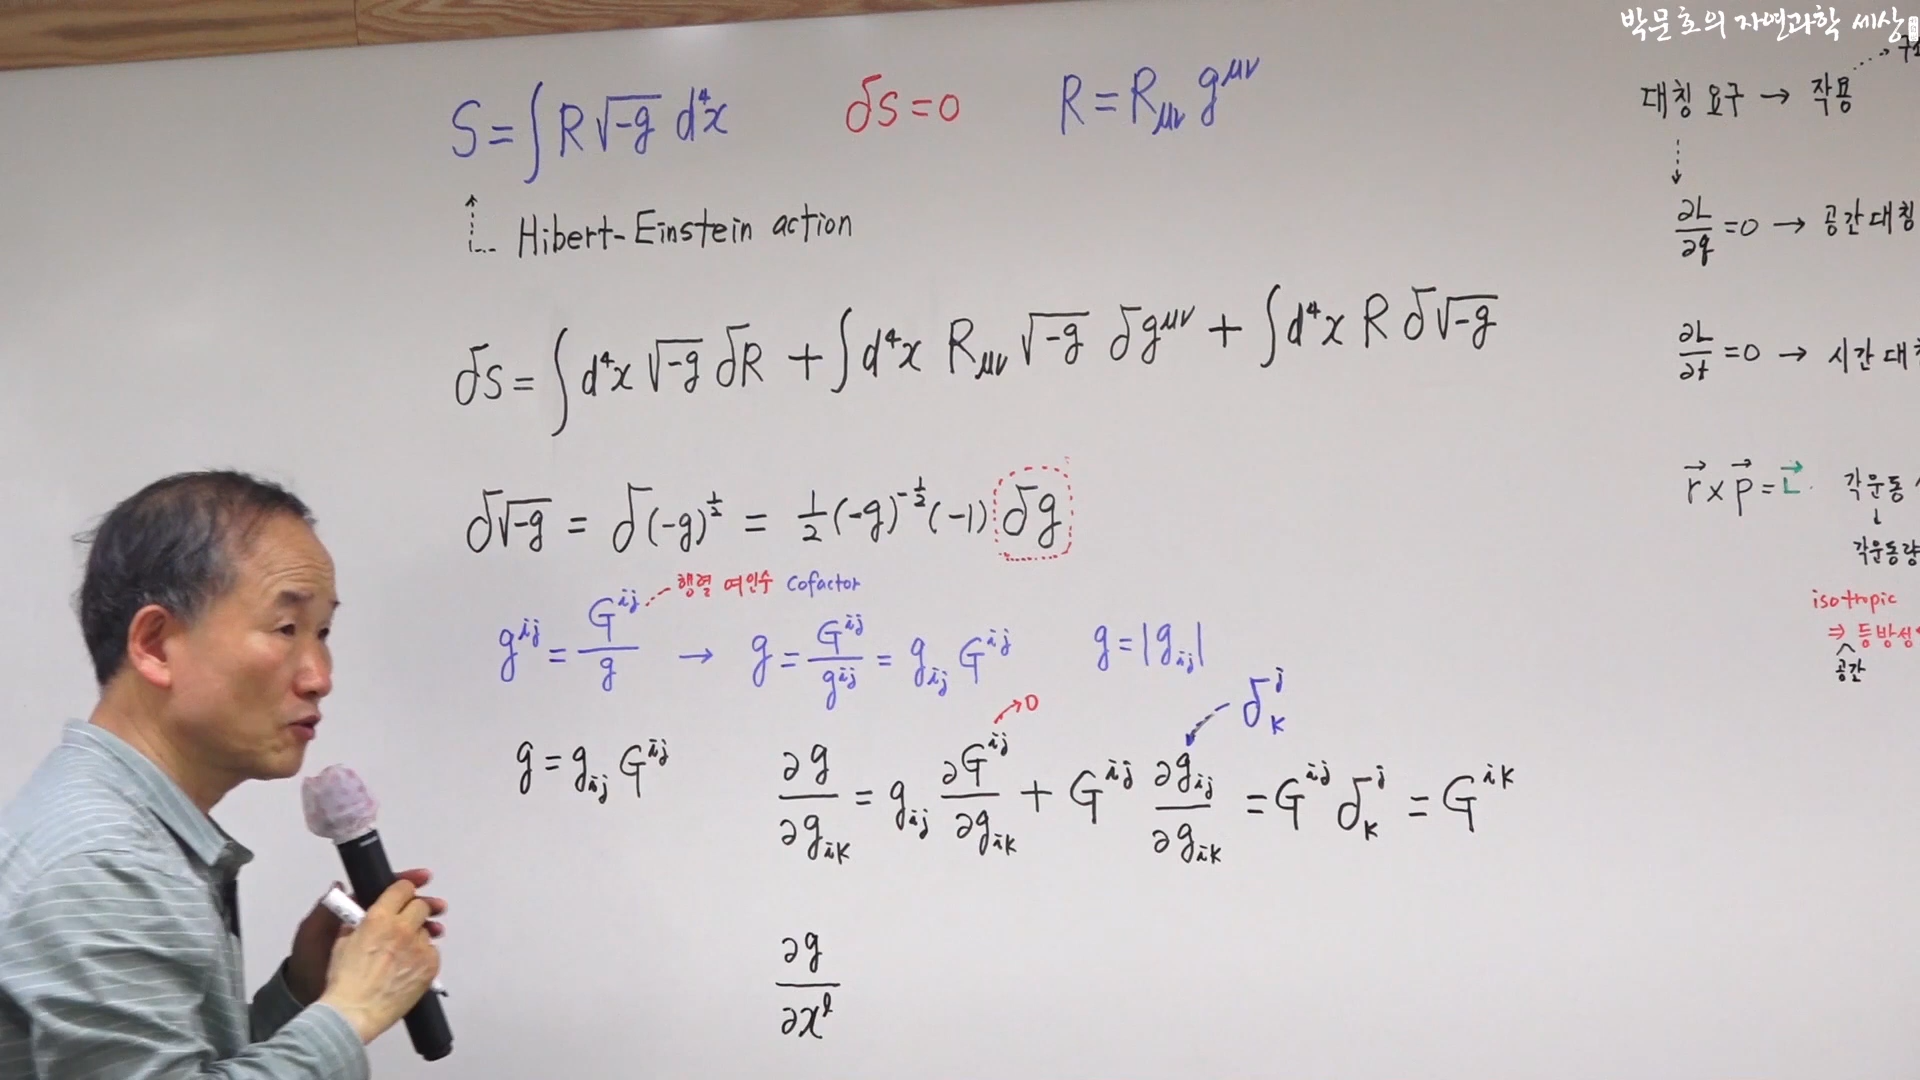 박문호의 자연과학 세상
S = ∫ R √-g d⁴x   δS = 0   R = R_μν g^μν
Hibert-Einstein action
δS = ∫ d⁴x √-g δR + ∫ d⁴x R_μν √-g δg^μν + ∫ d⁴x R δ√-g
δ√-g = δ(-g)^½ = ½ (-g)^-½ (-1) δg
행렬 여인수 Cofactor
g^ij = G^ij / g → g = G^ij / g^ij = g_ij G^ij   g = |g_ij|
→ 0   δ^j_k
g = g_ij G^ij   ∂g/∂g_ik = g_ij ∂G^ij/∂g_ik + G^ij ∂g_ij/∂g_ik = G^ij δ^j_k = G^ik
∂g/∂x^l
대칭 요구 → 작용
∂L/∂q = 0 → 공간대칭
∂L/∂t = 0 → 시간대
r × p = L   각운동
↓
각운동량
isotropic
⇒ 등방성
공간